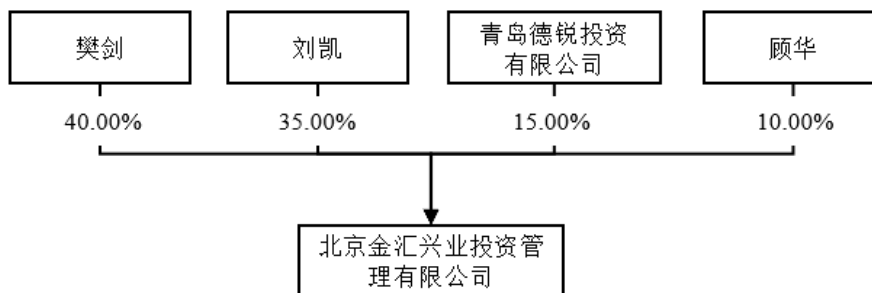 樊剑
刘凯
青岛德锐投资
有限公司
顾华
40.00%
35.00%
15.00%
10.00%
北京金汇兴业投资管
理有限公司